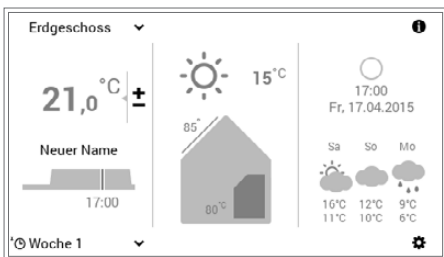 Erdgeschoss
21,0 °C ±
Neuer Name
17:00
Woche 1
15°C
85°
00°C
17:00
Fr, 17.04.2015
Sa So Mo
16°C 12°C 9°C
11°C 10°C 6°C